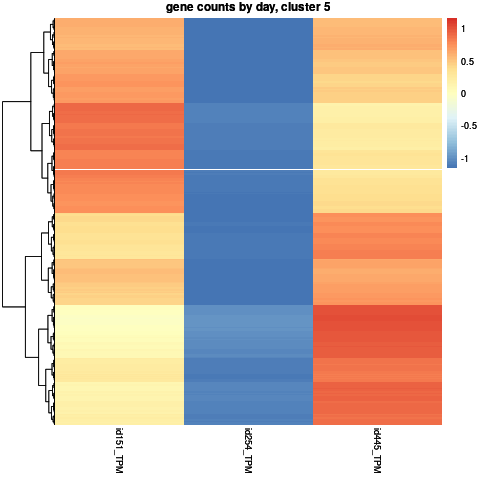 gene counts by day, cluster 5
1
0.5
0
-0.5
-1
id151_TPM
id254_TPM
id445_TPM